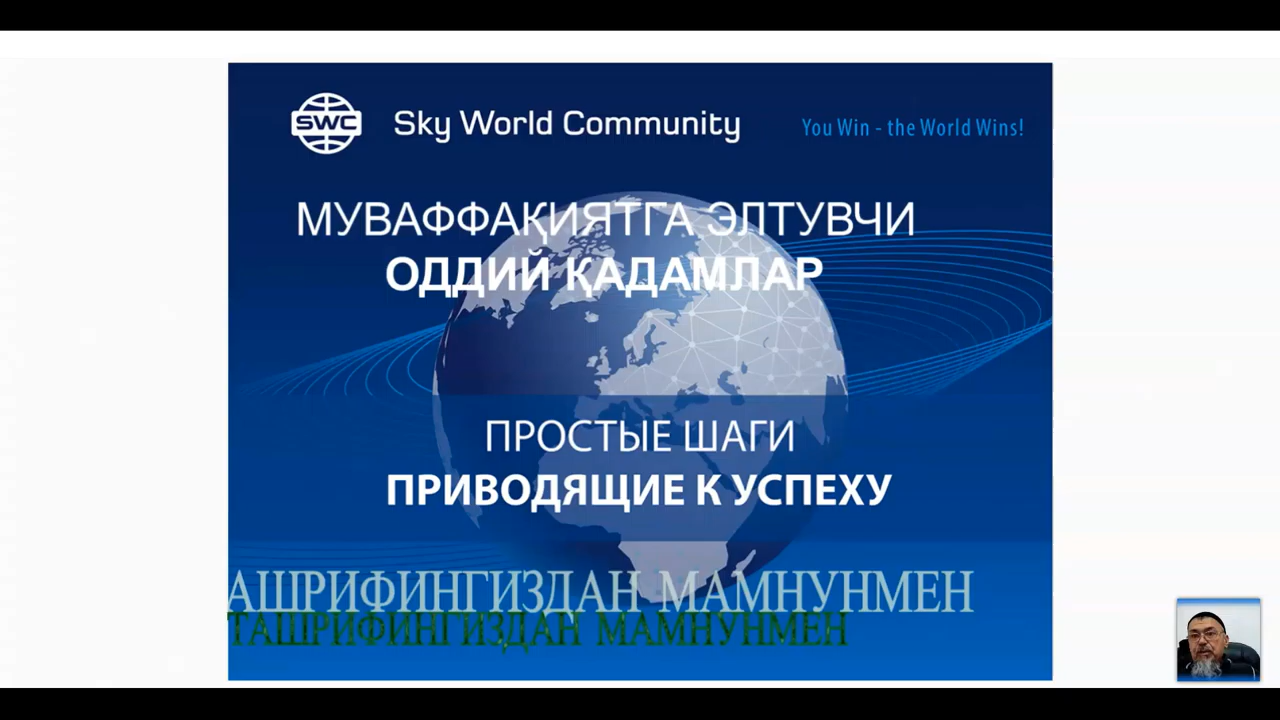 SWC Sky World Community
You Win - the World Wins!
МУВАФФАҚИЯТГА ЭЛТУВЧИ
ОДДИЙ ҚАДАМЛАР
ПРОСТЫЕ ШАГИ
ПРИВОДЯЩИЕ К УСПЕХУ
АШРИФИНГИЗДАН МАМНУНМЕН
ТАШРИФИНГИЗДАН МАМНУНМЕН